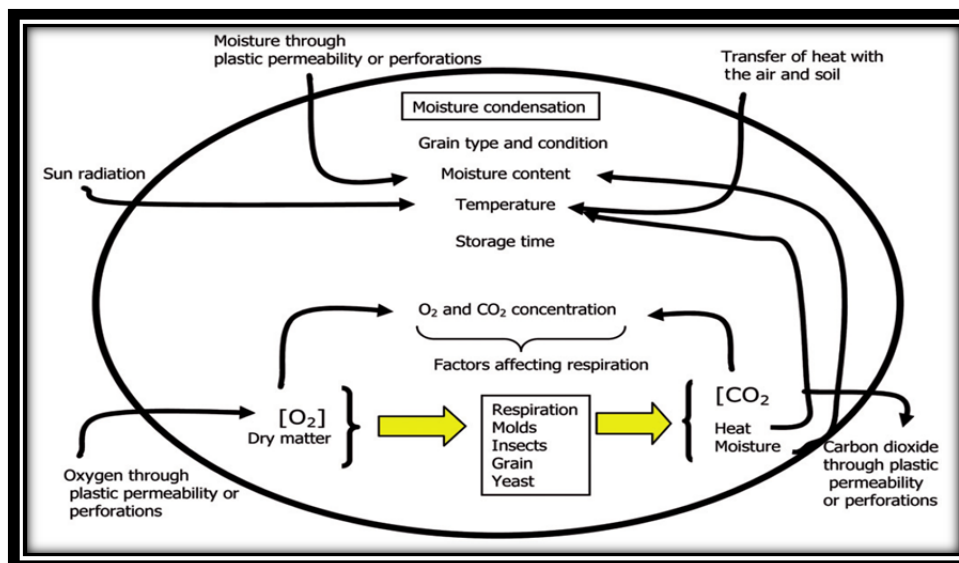 Moisture through
plastic permeability or perforations
Transfer of heat with
the air and soil
Moisture condensation
Grain type and condition
Sun radiation
Moisture content
Temperature
Storage time
O₂ and CO₂ concentration
Factors affecting respiration
[O₂]
Dry matter
Respiration
Molds
Insects
Grain
Yeast
[CO₂
Heat
Moisture
Oxygen through
plastic permeability or
perforations
Carbon dioxide
through plastic
permeability
or perforations